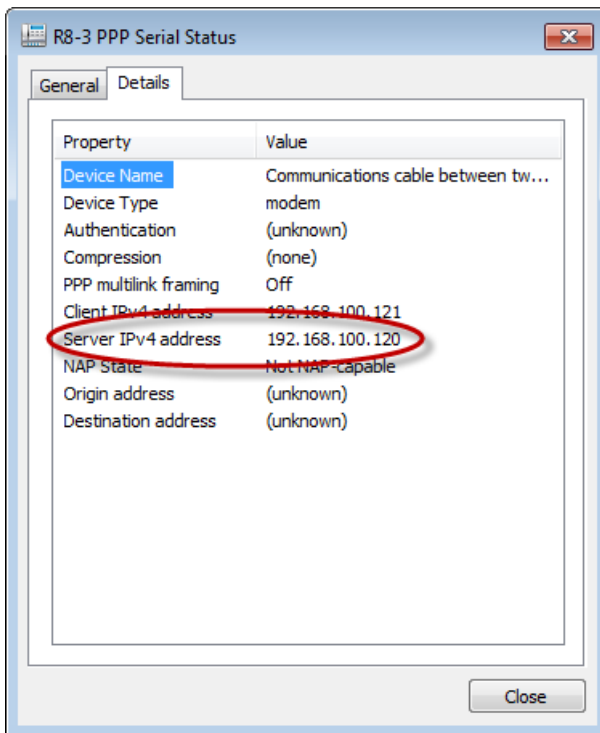 R8-3 PPP Serial Status
General Details
Property Value
Device Name Communications cable between tw...
Device Type modem
Authentication (unknown)
Compression (none)
PPP multilink framing Off
Client IPv4 address 192.168.100.121
Server IPv4 address 192.168.100.120
NAP State Not NAP-capable
Origin address (unknown)
Destination address (unknown)
Close